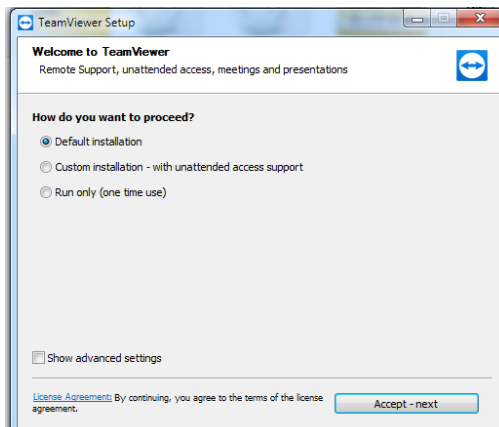 TeamViewer Setup
Welcome to TeamViewer
Remote Support, unattended access, meetings and presentations
How do you want to proceed?
Default installation
Custom installation - with unattended access support
Run only (one time use)
Show advanced settings
License Agreement: By continuing, you agree to the terms of the license
agreement.
Accept - next